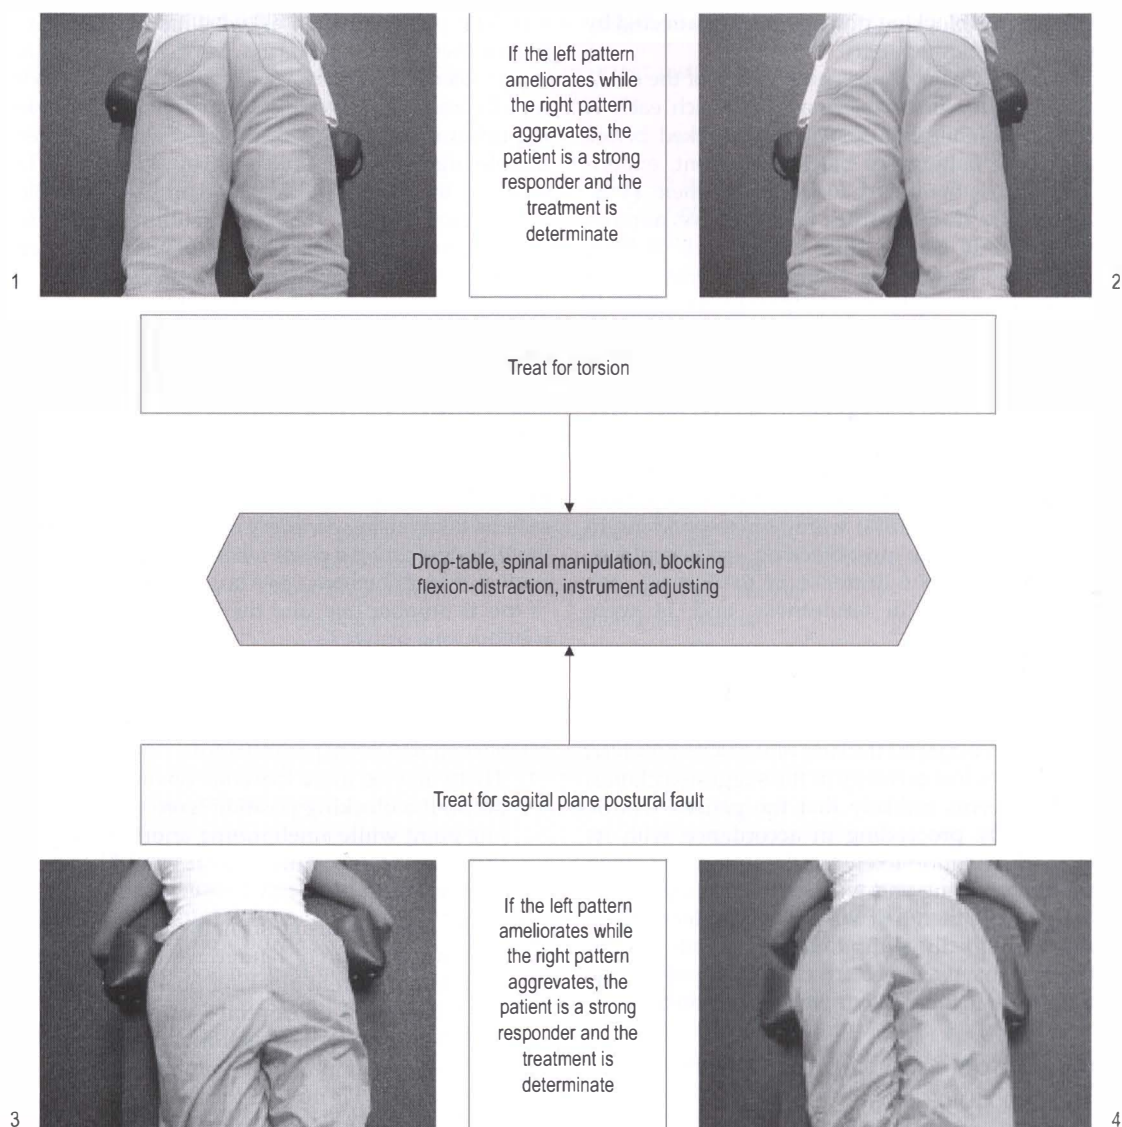 If the left pattern
ameliorates while
the right pattern
aggravates, the
patient is a strong
responder and the
treatment is
determinate
1
2
Treat for torsion
Drop-table, spinal manipulation, blocking
flexion-distraction, instrument adjusting
Treat for sagital plane postural fault
If the left pattern
ameliorates while
the right pattern
aggrevates, the
patient is a strong
responder and the
treatment is
determinate
3
4